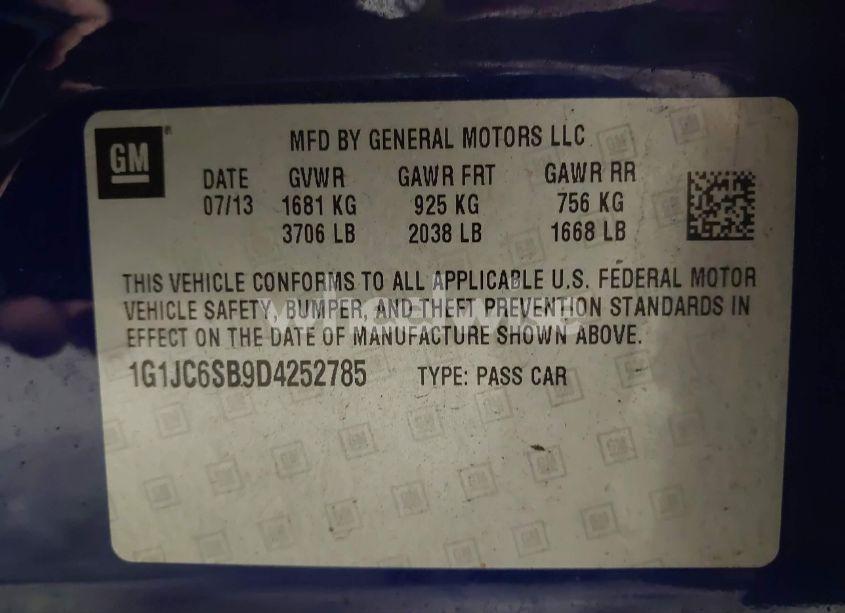 GM
MFD BY GENERAL MOTORS LLC
DATE GVWR GAWR FRT GAWR RR
07/13 1681 KG 925 KG 756 KG
3706 LB 2038 LB 1668 LB
THIS VEHICLE CONFORMS TO ALL APPLICABLE U.S. FEDERAL MOTOR
VEHICLE SAFETY, BUMPER, AND THEFT PREVENTION STANDARDS IN
EFFECT ON THE DATE OF MANUFACTURE SHOWN ABOVE.
1G1JC6SB9D4252785 TYPE: PASS CAR